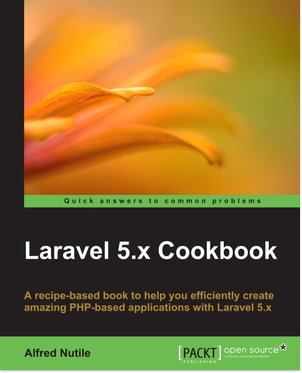 Quick answers to common problems
Laravel 5.x Cookbook
A recipe-based book to help you efficiently create
amazing PHP-based applications with Laravel 5.x
Alfred Nutile
[PACKT] open source*
PUBLISHING